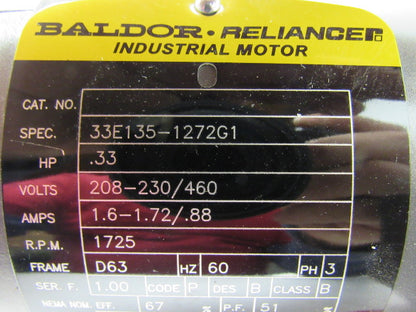 BALDOR · RELIANCER
INDUSTRIAL MOTOR
CAT. NO.
SPEC. 33E135-1272G1
HP .33
VOLTS 208-230/460
AMPS 1.6-1.72/.88
R.P.M. 1725
FRAME D63 HZ 60 PH 3
SER. F. 1.00 CODE P DES B CLASS B
NEMA NOM. EFF. 67 % P.F. 51 %